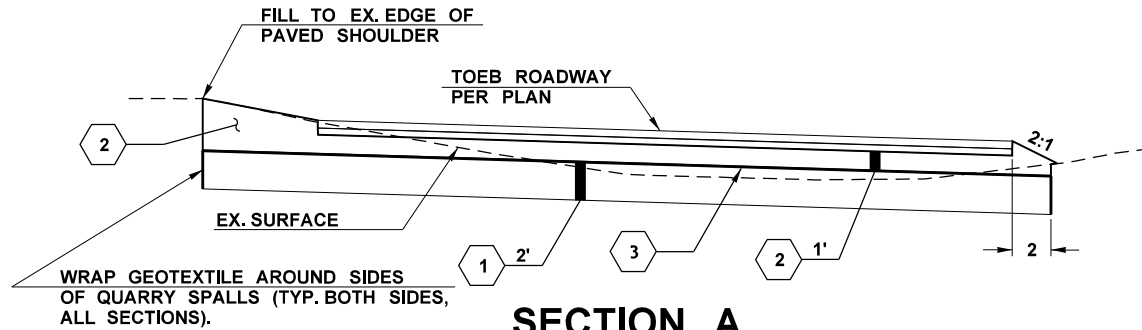 FILL TO EX. EDGE OF
PAVED SHOULDER
TOEB ROADWAY
PER PLAN
2:1
2
EX. SURFACE
1 2'
3
2 1'
2
WRAP GEOTEXTILE AROUND SIDES
OF QUARRY SPALLS (TYP. BOTH SIDES,
ALL SECTIONS).
SECTION A